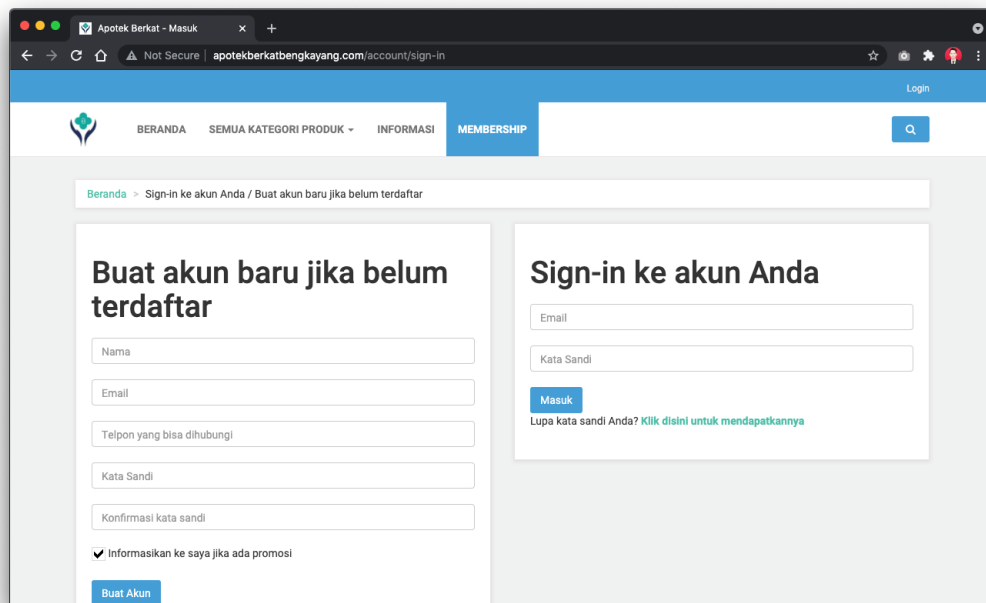 Apotek Berkat - Masuk
Not Secure | apotekberkatbengkayang.com/account/sign-in
Login
BERANDA SEMUA KATEGORI PRODUK INFORMASI MEMBERSHIP
Beranda > Sign-in ke akun Anda / Buat akun baru jika belum terdaftar
Buat akun baru jika belum
terdaftar
Nama
Email
Telpon yang bisa dihubungi
Kata Sandi
Konfirmasi kata sandi
Informasikan ke saya jika ada promosi
Buat Akun
Sign-in ke akun Anda
Email
Kata Sandi
Masuk
Lupa kata sandi Anda? Klik disini untuk mendapatkannya